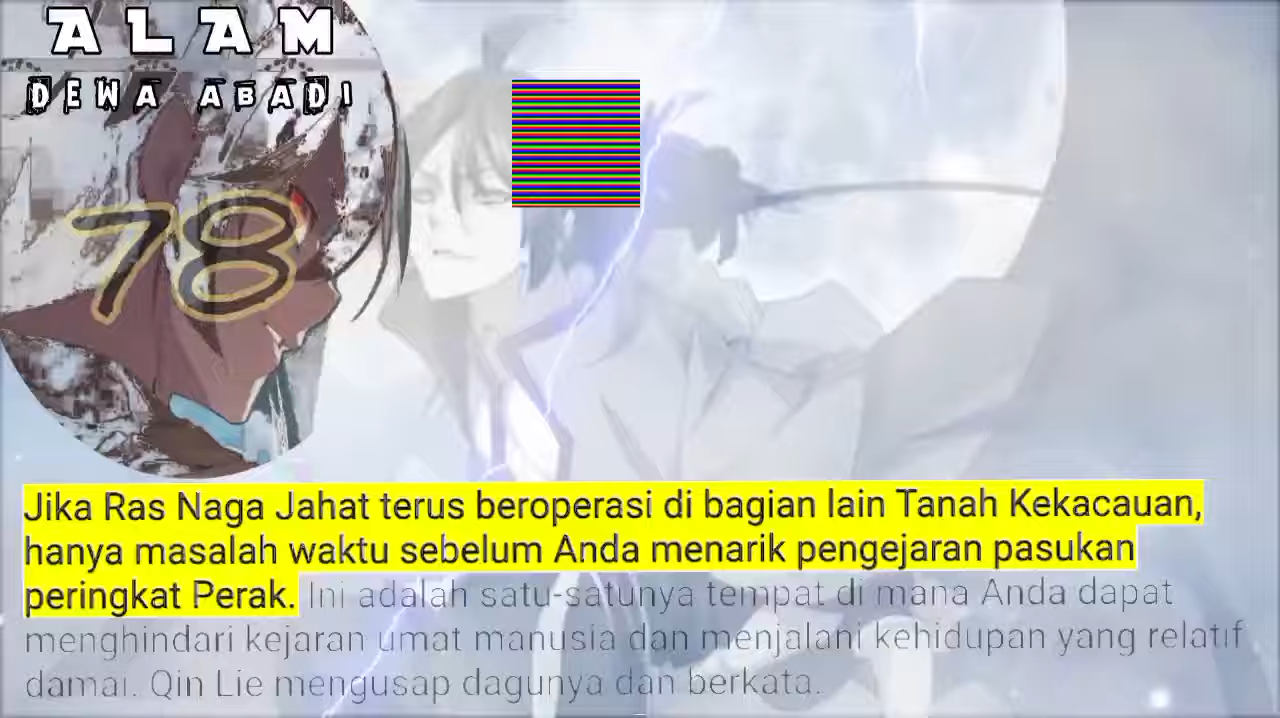 ALAM
DEWA ABADI
78
Jika Ras Naga Jahat terus beroperasi di bagian lain Tanah Kekacauan,
hanya masalah waktu sebelum Anda menarik pengejaran pasukan
peringkat Perak. Ini adalah satu-satunya tempat di mana Anda dapat
menghindari kejaran umat manusia dan menjalani kehidupan yang relatif
damai. Qin Lie mengusap dagunya dan berkata.